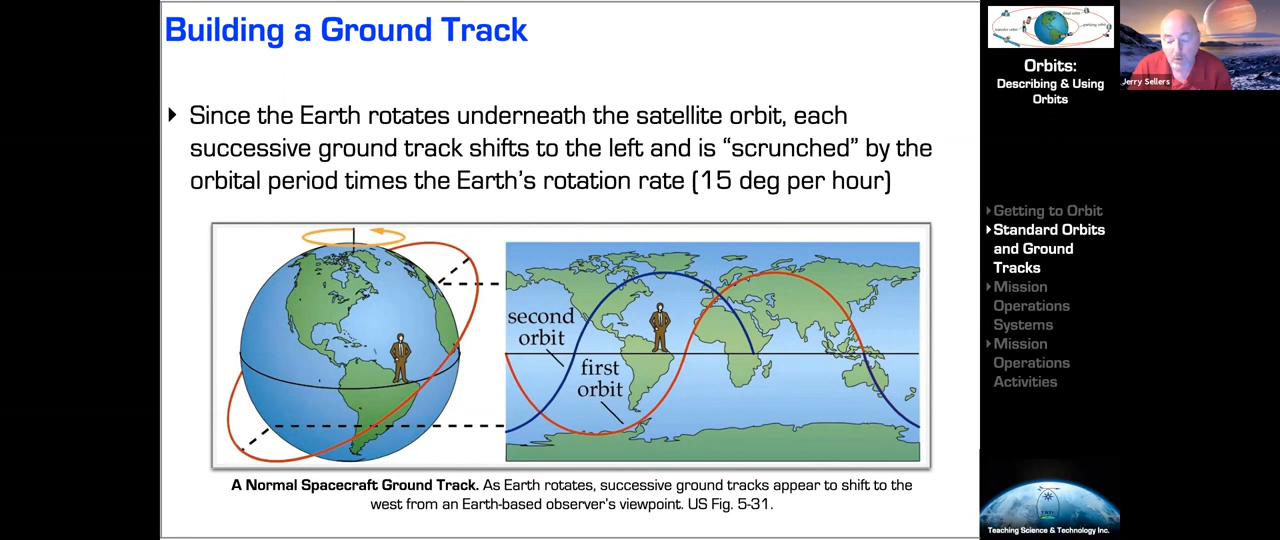 Building a Ground Track
Since the Earth rotates underneath the satellite orbit, each
successive ground track shifts to the left and is “scrunched” by the
orbital period times the Earth’s rotation rate (15 deg per hour)
second
orbit
first
orbit
A Normal Spacecraft Ground Track. As Earth rotates, successive ground tracks appear to shift to the
west from an Earth-based observer’s viewpoint. US Fig. 5-31.
Orbits:
Describing & Using
Orbits
Jerry Sellers
Getting to Orbit
Standard Orbits
and Ground
Tracks
Mission
Operations
Systems
Mission
Operations
Activities
Teaching Science & Technology Inc.